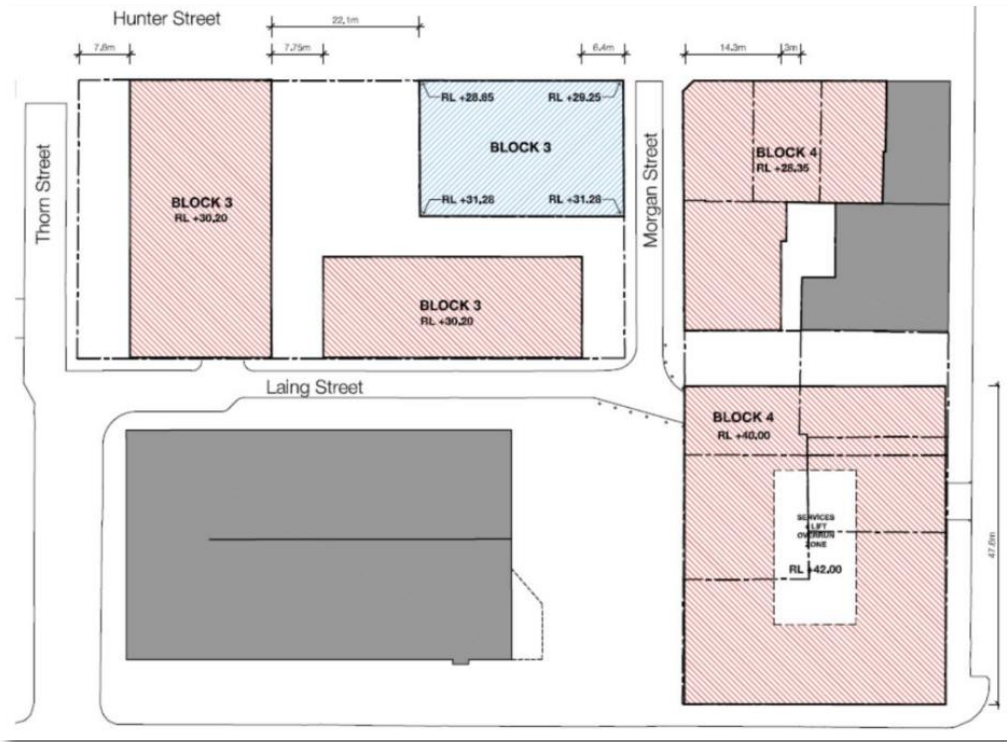 Hunter Street
22.1m
7.8m
7.75m
6.4m
14.3m
3m
RL +28.65
RL +29.25
BLOCK 3
BLOCK 4
RL +28.35
Thorn Street
BLOCK 3
RL +30.20
RL +31.28
RL +31.28
Morgan Street
BLOCK 3
RL +30.20
Laing Street
BLOCK 4
RL +40.00
SERVICES
+ LIFT
OVERRUN
ZONE
RL +42.00
47.6m